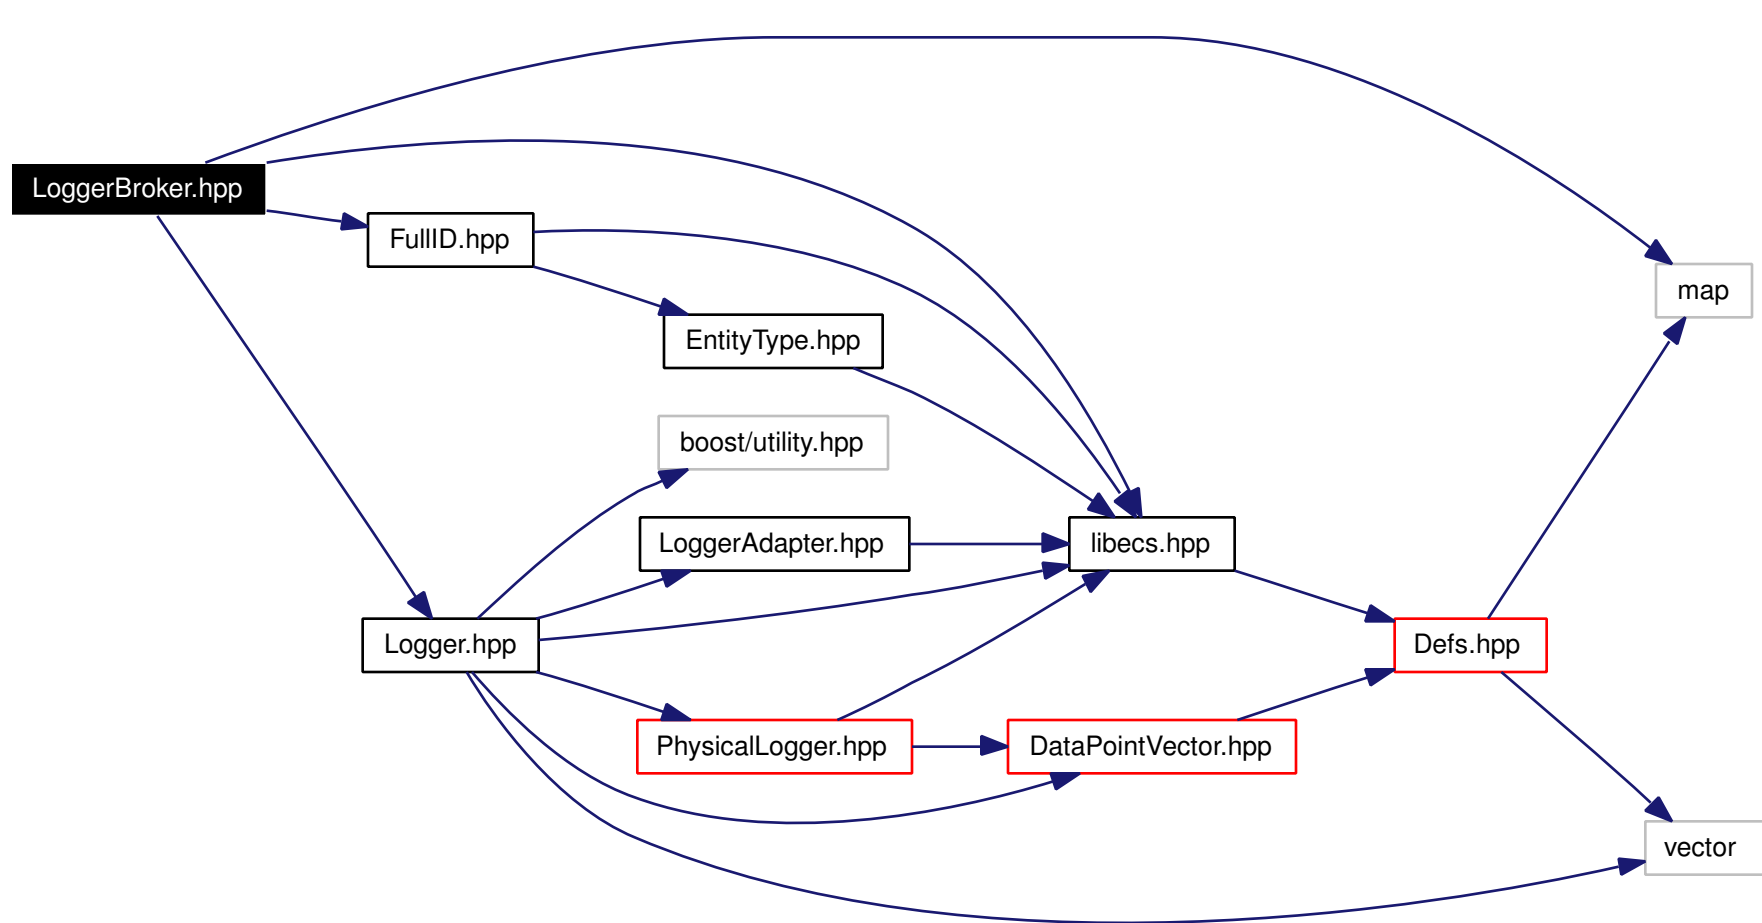 LoggerBroker.hpp
FullID.hpp
map
EntityType.hpp
boost/utility.hpp
LoggerAdapter.hpp
libecs.hpp
Logger.hpp
Defs.hpp
PhysicalLogger.hpp
DataPointVector.hpp
vector